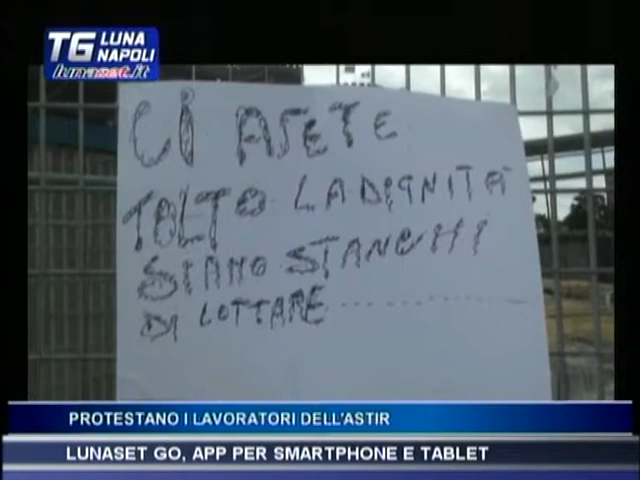 TG LUNA
NAPOLI
lunaset.it
CI ASETE
TOLTO LA DIGNITA'
SIAMO STANCHI
DI LOTTARE ................
PROTESTANO I LAVORATORI DELL'ASTIR
LUNASET GO, APP PER SMARTPHONE E TABLET